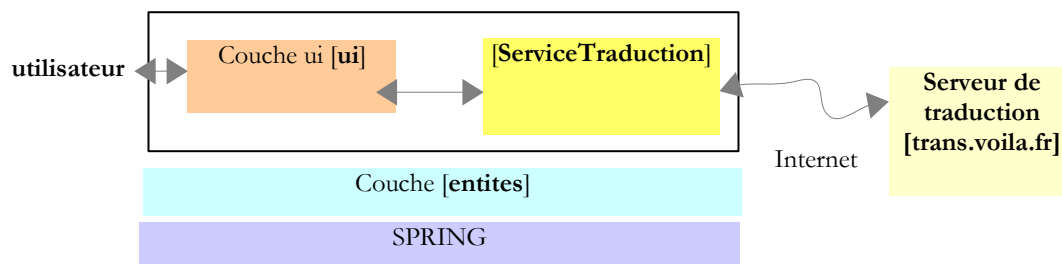 utilisateur
Couche ui [ui]
[ServiceTraduction]
Serveur de
traduction
[trans.voila.fr]
Internet
Couche [entites]
SPRING